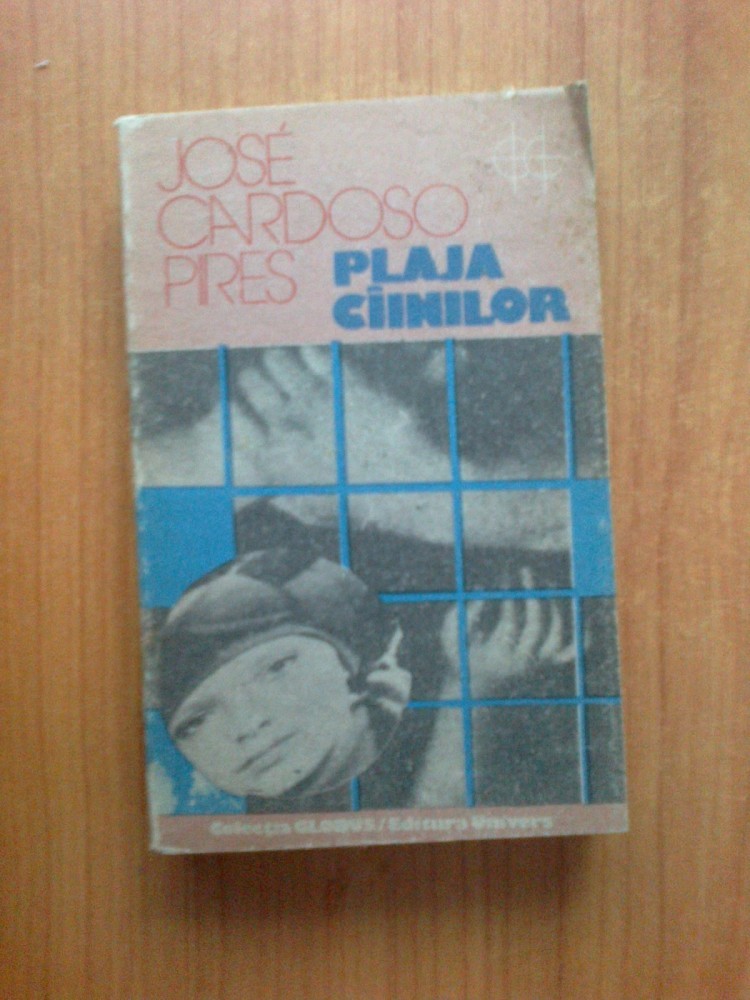 JOSÉ
CARDOSO
PIRES
PLAJA
CÎINILOR
Colecția GLOBUS/Editura Univers